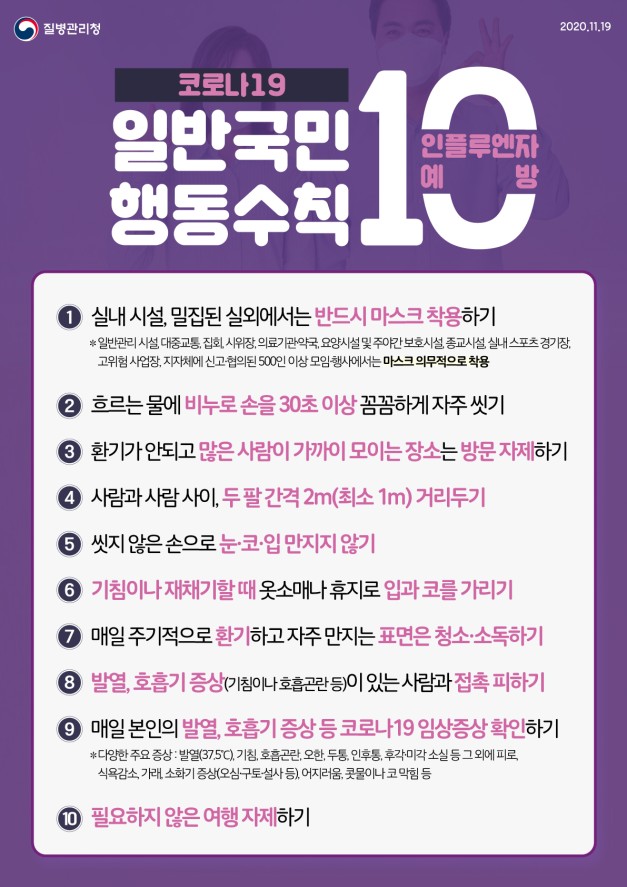 질병관리청
2020.11.19
코로나19
일반국민
행동수칙
10
인플루엔자
예 방
1 실내 시설, 밀집된 실외에서는 반드시 마스크 착용하기
*일반관리 시설, 대중교통, 집회, 시위장, 의료기관·약국, 요양시설 및 주야간 보호시설, 종교시설, 실내 스포츠 경기장,
고위험 사업장, 지자체에 신고·협의된 500인 이상 모임·행사에서는 마스크 의무적으로 착용
2 흐르는 물에 비누로 손을 30초 이상 꼼꼼하게 자주 씻기
3 환기가 안되고 많은 사람이 가까이 모이는 장소는 방문 자제하기
4 사람과 사람 사이, 두 팔 간격 2m(최소 1m) 거리두기
5 씻지 않은 손으로 눈·코·입 만지지 않기
6 기침이나 재채기할 때 옷소매나 휴지로 입과 코를 가리기
7 매일 주기적으로 환기하고 자주 만지는 표면은 청소·소독하기
8 발열, 호흡기 증상(기침이나 호흡곤란 등)이 있는 사람과 접촉 피하기
9 매일 본인의 발열, 호흡기 증상 등 코로나19 임상증상 확인하기
*다양한 주요 증상 : 발열(37.5℃), 기침, 호흡곤란, 오한, 두통, 인후통, 후각·미각 소실 등 그 외에 피로,
식욕감소, 가래, 소화기 증상(오심·구토·설사 등), 어지러움, 콧물이나 코 막힘 등
10 필요하지 않은 여행 자제하기